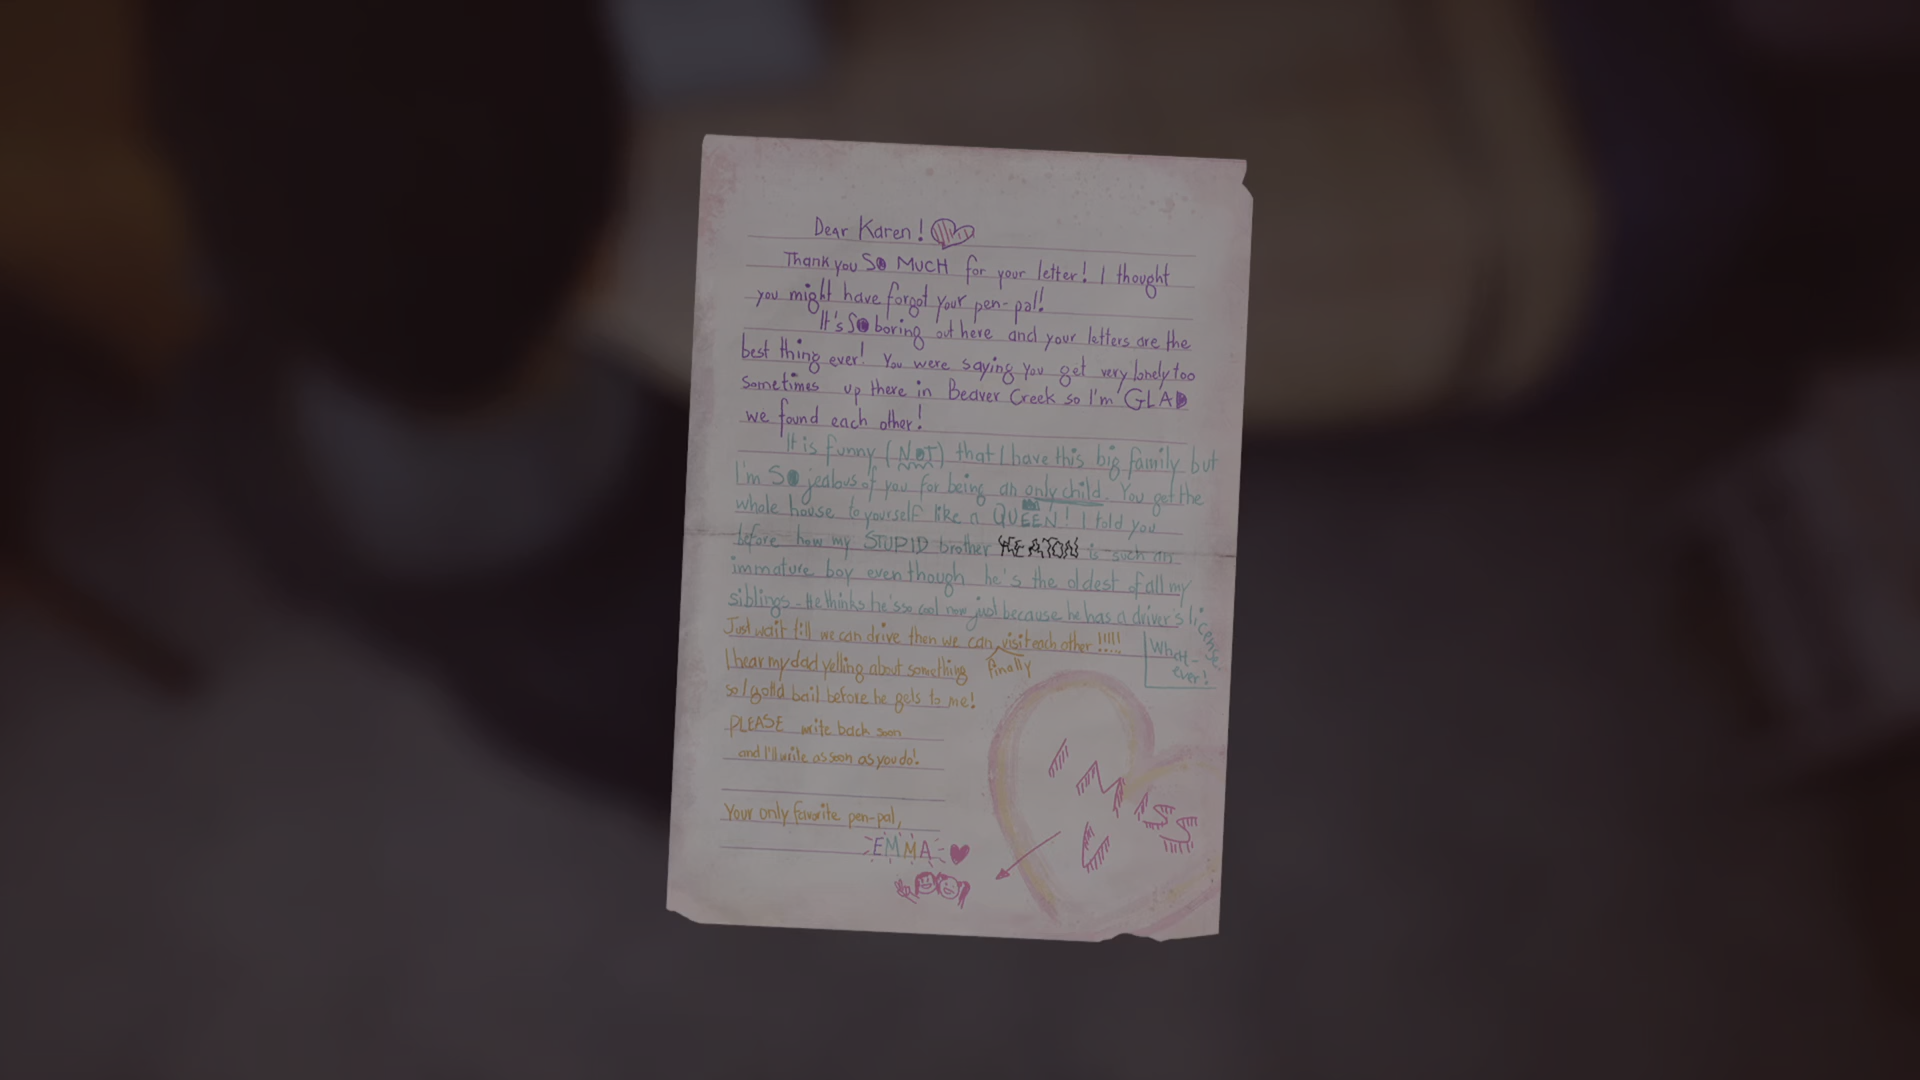 Dear Karen!
Thank you SO MUCH for your letter! I thought
you might have forgot your pen-pal!
It's SO boring out here and your letters are the
best thing ever! You were saying you get very lonely too
sometimes up there in Beaver Creek so I'm GLAD
we found each other!
It is funny (NOT) that I have this big family but
I'm SO jealous of you for being an only child. You get the
whole house to yourself like a QUEEN! I told you
before how my STUPID brother KEATON is such an
immature boy even though he's the oldest of all my
siblings. He thinks he's so cool now just because he has a driver's license
What-
ever!
Just wait till we can drive then we can finally visit each other !!!!!
I hear my dad yelling about something
so I gotta bail before he gets to me!
PLEASE write back soon
and I'll write as soon as you do!
Your only favorite pen-pal,
EMMA
I MISS U